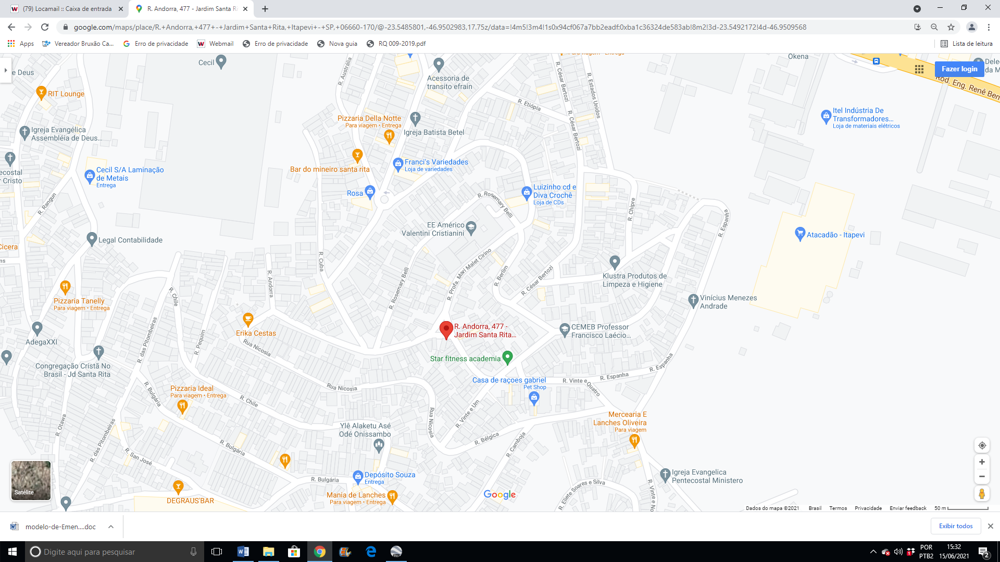 (79) Locamail :: Caixa de entrada
R. Andorra, 477 - Jardim Santa Ri
google.com/maps/place/R.+Andorra,+477+-+Jardim+Santa+Rita,+Itapevi+-+SP,+06660-170/@-23.5485801,-46.9502983,17.75z/data=!4m5!3m4!1s0x94cf067a7bb2eadf:0xba1c36324de583ab!8m2!3d-23.5492172!4d-46.9509568
Apps
Vereador Bruxão Ca...
Erro de privacidade
Webmail
Erro de privacidade
Nova guia
RQ 009-2019.pdf
Lista de leitura
Para viagem • Entrega
Okena
Cecil
Dele
da M
Fazer login
e Deus
R. Austrália
R. César Bertozi
R. Estados Unidos
Acessoria de
transito efrain
Rod. Eng. Renê Ben
RIT Lounge
R. Etiópia
Pizzaria Della Notte
Para viagem • Entrega
Itel Indústria De
Transformadores...
Loja de materiais elétricos
Igreja Evangélica
Assembléia de Deus...
Igreja Batista Betel
R. César Bertozi
ecostal
r Cristo
Cecil S/A Laminação
de Metais
Entrega
Bar do mineiro santa rita
Franci's Variedades
Loja de variedades
Rosa
Luizinho cd e
Diva Crochê
Loja de CDs
R. Rosemary Belli
R. Rangun
R. Chipre
R. Espanha
EE Américo
Valentini Cristianini
Atacadão - Itapevi
Legal Contabilidade
Cicera
ns
R. Cuba
R. Profa. Mari Malet Cirino
R. Andorra
R. Berlim
R. César Bertozi
Klustra Produtos de
Limpeza e Higiene
R. Rosemary Belli
R. Chile
Pizzaria Tanelly
Para viagem • Entrega
Vinícius Menezes
Andrade
R. das Pitombeiras
Erika Cestas
R. Pequim
AdegaXXI
Rua Nicosia
R. Andorra, 477 -
Jardim Santa Rita...
CEMEB Professor
Francisco Laécio...
Star fitness academia
Congregação Cristã No
Brasil - Jd Santa Rita
R. Espanha
R. Espanha
Casa de raçoes gabriel
Pet Shop
R. Vinte e Quatro
Rua Nicosia
Pizzaria Ideal
Para viagem • Entrega
R. Bulgária
R. Chile
R. Vinte e Um
Rua Nicosia
Mercearia E
Lanches Oliveira
Para viagem
R. Otawa
R. das Pitombeiras
Ylê Alaketu Asé
Odé Onissambo
R. Bélgica
R. Camboja
R. Bulgária
R. San José
R. Bulgária
Depósito Souza
Entrega
Igreja Evangelica
Pentecostal Ministero
R. Eliete Soares e Silva
R. Vinte e No
Satélite
DEGRAUS'BAR
Mania de Lanches
Para viagem • Entrega
Google
Dados do mapa ©2021
Brasil
Termos
Privacidade
Enviar feedback
50 m
modelo-de-Emen....doc
Exibir todos
Digite aqui para pesquisar
POR
PTB2
15:32
15/06/2021
2